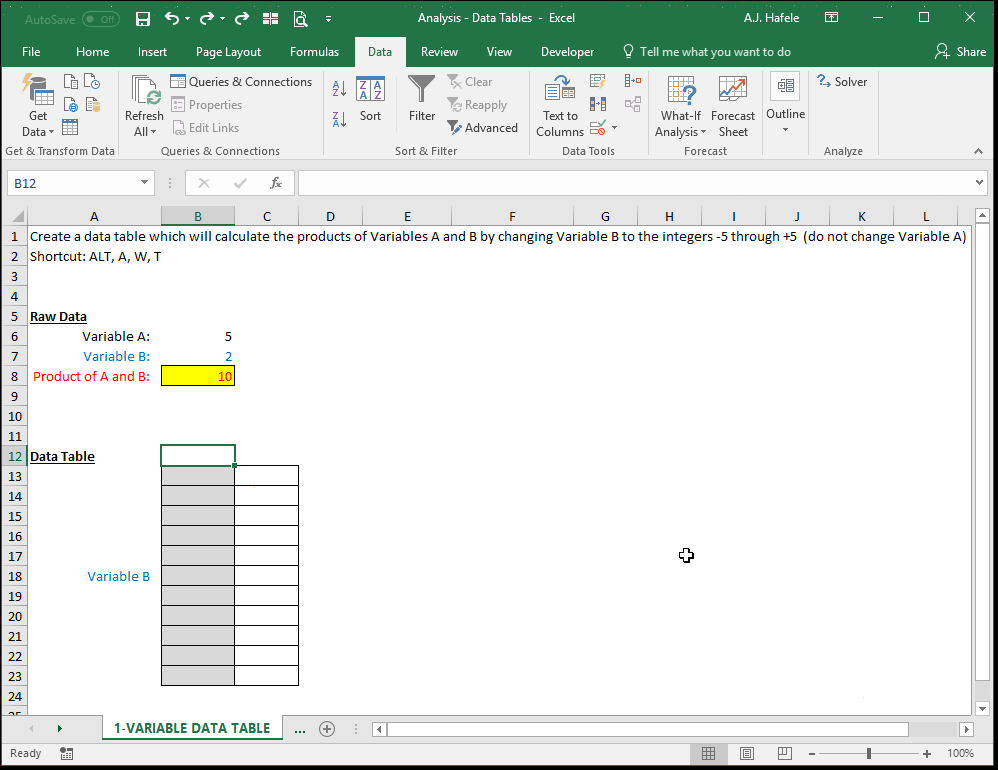 AutoSave Off Analysis - Data Tables - Excel A.J. Hafele
File Home Insert Page Layout Formulas Data Review View Developer Tell me what you want to do Share
Get Data
Get & Transform Data
Refresh All
Queries & Connections
Properties
Edit Links
Queries & Connections
A Z
Z A
Z A A Z
Sort
Filter
Clear
Reapply
Advanced
Sort & Filter
Text to Columns
Data Tools
What-If Analysis
Forecast Sheet
Forecast
Outline
Solver
Analyze
B12 fx
A B C D E F G H I J K L
1 Create a data table which will calculate the products of Variables A and B by changing Variable B to the integers -5 through +5 (do not change Variable A)
2 Shortcut: ALT, A, W, T
3
4
5 Raw Data
6 Variable A: 5
7 Variable B: 2
8 Product of A and B: 10
9
10
11
12 Data Table
13
14
15
16
17
18 Variable B
19
20
21
22
23
24
25
1-VARIABLE DATA TABLE ...
Ready 100%